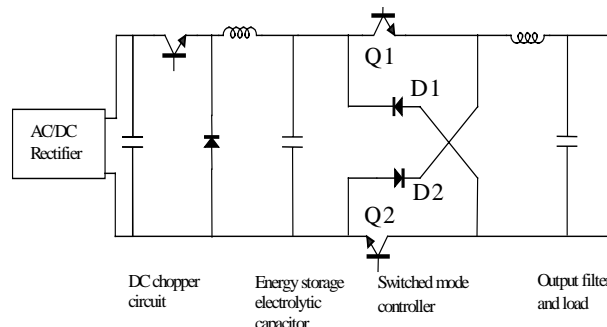 Q1
D1
AC/DC
Rectifier
D2
Q2
DC chopper
circuit
Energy storage
electrolytic
capacitor
Switched mode
controller
Output filter
and load